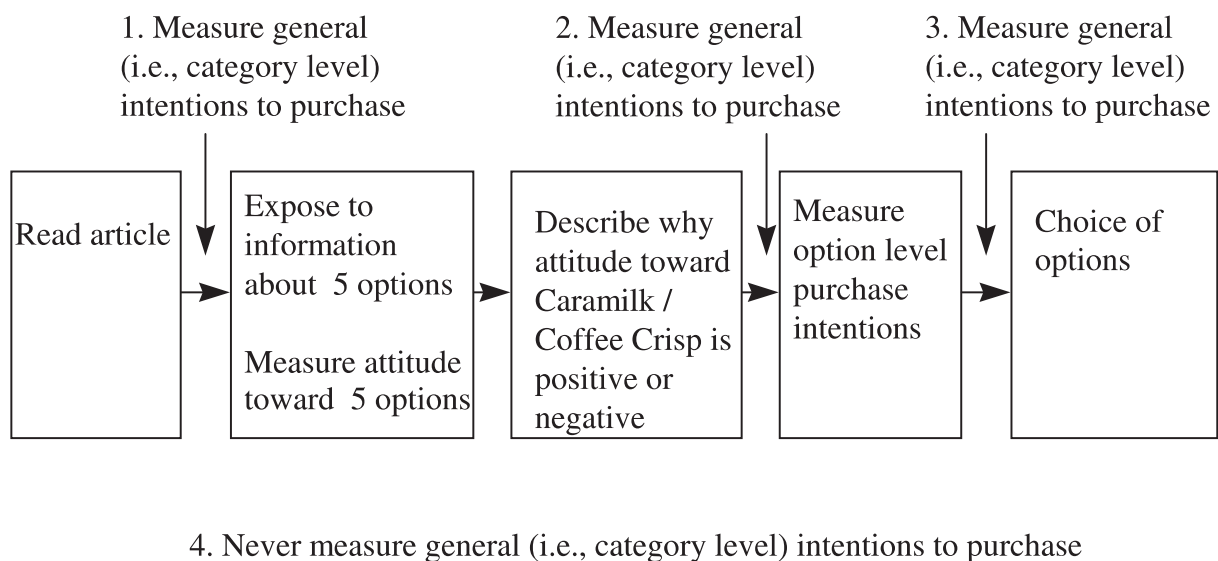 1. Measure general
(i.e., category level)
intentions to purchase
2. Measure general
(i.e., category level)
intentions to purchase
3. Measure general
(i.e., category level)
intentions to purchase
Read article
Expose to
information
about 5 options
Measure attitude
toward 5 options
Describe why
attitude toward
Caramilk /
Coffee Crisp is
positive or
negative
Measure
option level
purchase
intentions
Choice of
options
4. Never measure general (i.e., category level) intentions to purchase